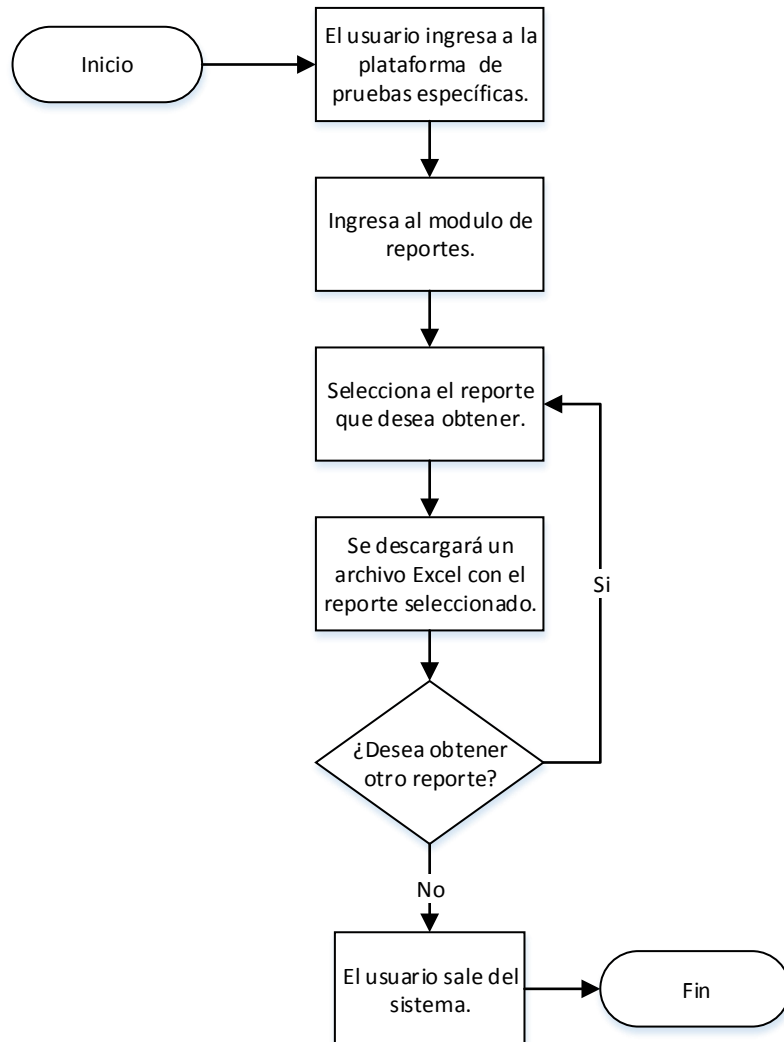 Inicio
El usuario ingresa a la
plataforma de
pruebas específicas.
Ingresa al modulo de
reportes.
Selecciona el reporte
que desea obtener.
Se descargará un
archivo Excel con el
reporte seleccionado.
Si
¿Desea obtener
otro reporte?
No
El usuario sale del
sistema.
Fin